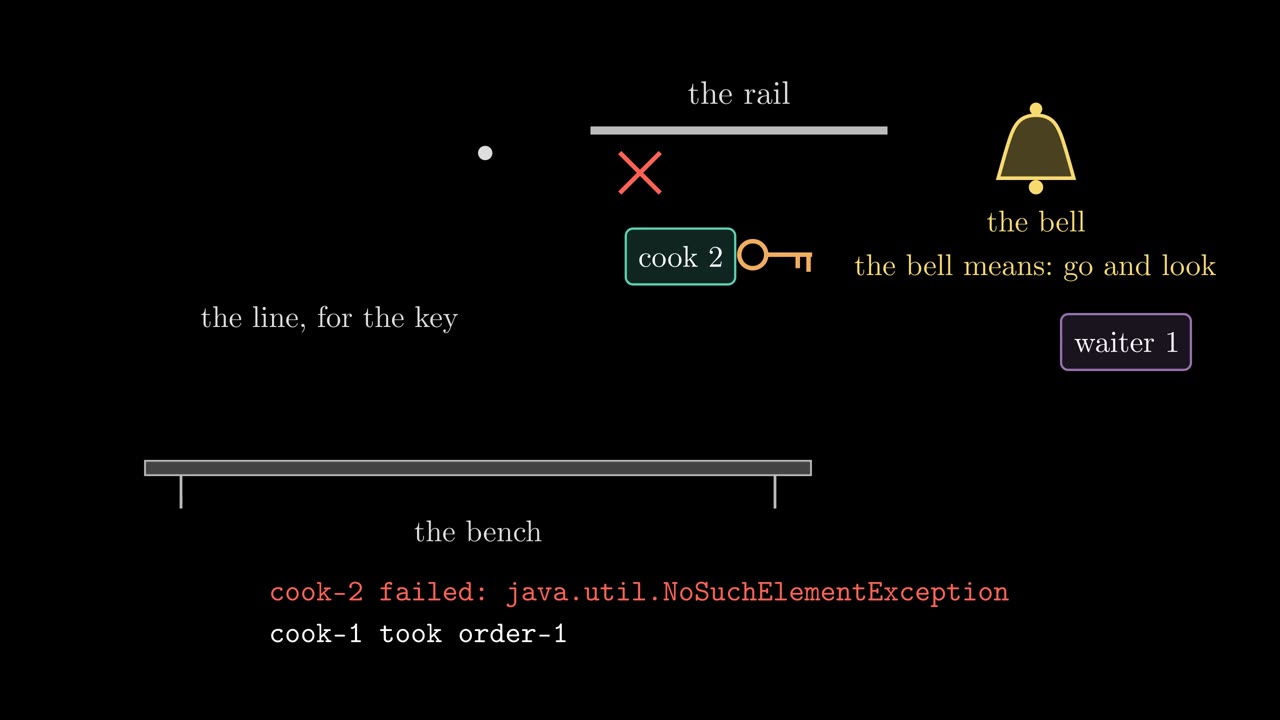 the rail
the bell
cook 2
the bell means: go and look
the line, for the key
waiter 1
the bench
cook-2 failed: java.util.NoSuchElementException
cook-1 took order-1